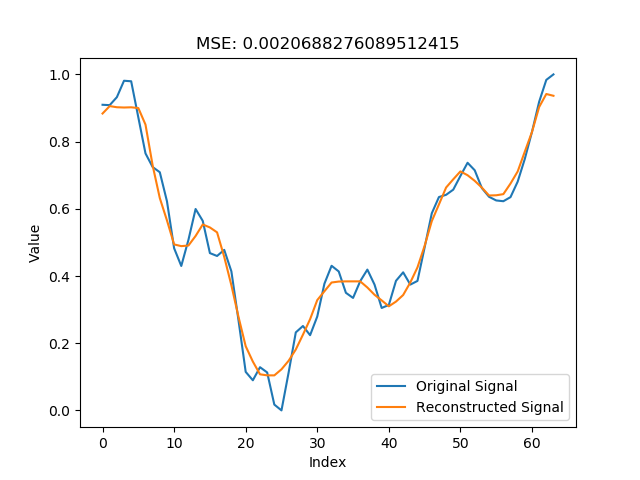 MSE: 0.0020688276089512415
Value
1.0
0.8
0.6
0.4
0.2
0.0
Original Signal
Reconstructed Signal
0 10 20 30 40 50 60
Index